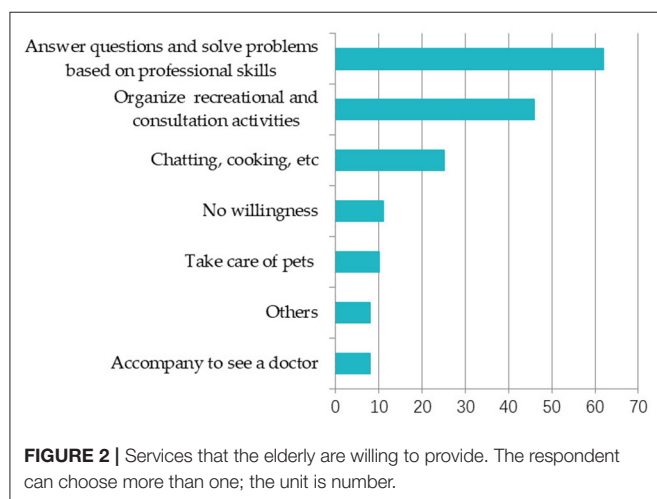 Answer questions and solve problems
based on professional skills
Organize recreational and
consultation activities
Chatting, cooking, etc
No willingness
Take care of pets
Others
Accompany to see a doctor
0 10 20 30 40 50 60 70
FIGURE 2 | Services that the elderly are willing to provide. The respondent
can choose more than one; the unit is number.